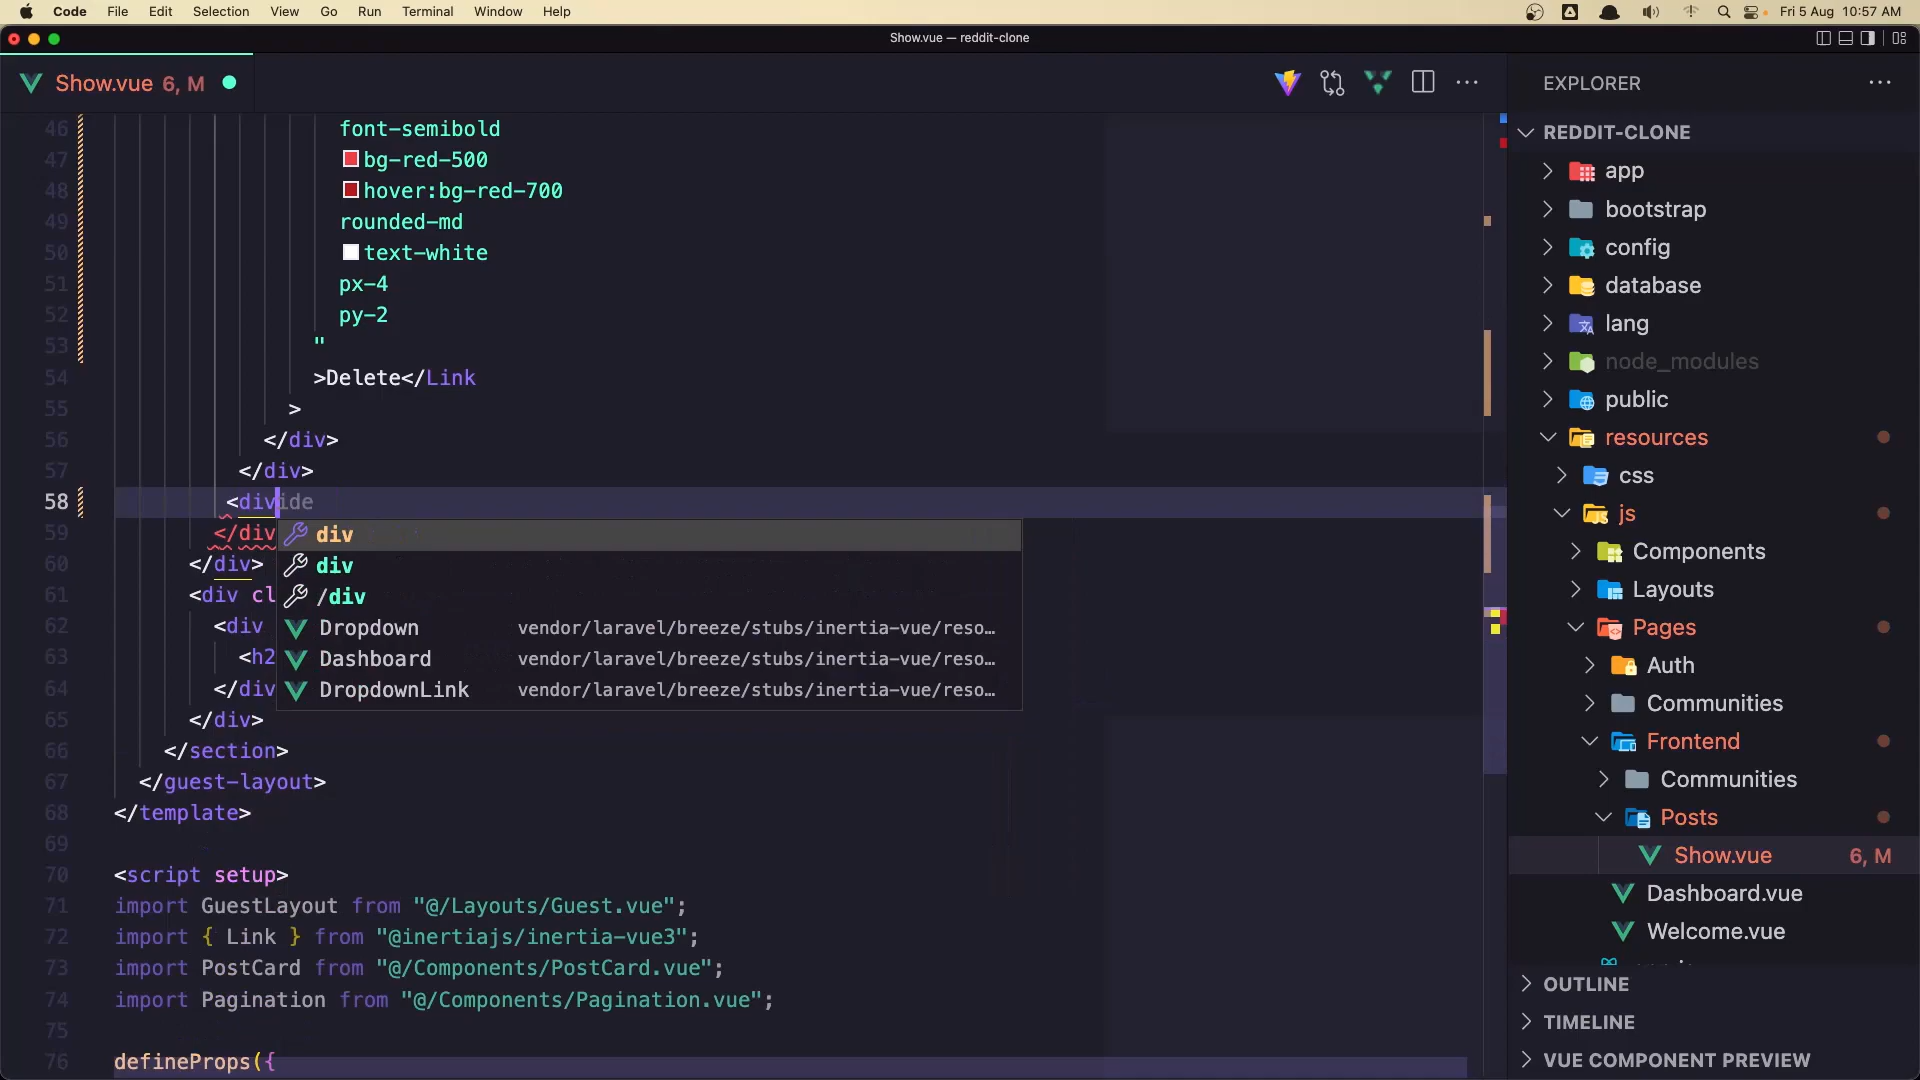 Code File Edit Selection View Go Run Terminal Window Help Fri 5 Aug 10:57 AM
Show.vue — reddit-clone
Show.vue 6, M
46 font-semibold
47 bg-red-500
48 hover:bg-red-700
49 rounded-md
50 text-white
51 px-4
52 py-2
53 "
54 >Delete</Link
55 >
56 </div>
57 </div>
58 <divide
59 </div
60 </div>
61 <div cl
62 <div
63 <h2
64 </div
65 </div>
66 </section>
67 </guest-layout>
68 </template>
69
70 <script setup>
71 import GuestLayout from "@/Layouts/Guest.vue";
72 import { Link } from "@inertiajs/inertia-vue3";
73 import PostCard from "@/Components/PostCard.vue";
74 import Pagination from "@/Components/Pagination.vue";
75
76 defineProps({
div
div
/div
Dropdown vendor/laravel/breeze/stubs/inertia-vue/reso…
Dashboard vendor/laravel/breeze/stubs/inertia-vue/reso…
DropdownLink vendor/laravel/breeze/stubs/inertia-vue/reso…
EXPLORER
REDDIT-CLONE
app
bootstrap
config
database
lang
node_modules
public
resources
css
js
Components
Layouts
Pages
Auth
Communities
Frontend
Communities
Posts
Show.vue 6, M
Dashboard.vue
Welcome.vue
OUTLINE
TIMELINE
VUE COMPONENT PREVIEW